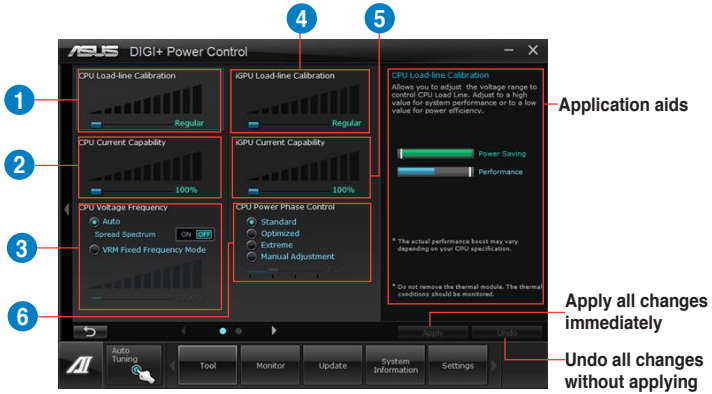 4
5
ASUS DIGI+ Power Control
1
CPU Load-line Calibration
Regular
iGPU Load-line Calibration
Regular
CPU Load-line Calibration
Allows you to adjust the voltage range to
control CPU Load Line. Adjust to a high
value for system performance or to a low
value for power efficiency.
Application aids
2
CPU Current Capability
100%
iGPU Current Capability
100%
Power Saving
Performance
3
CPU Voltage Frequency
Auto
Spread Spectrum ON OFF
VRM Fixed Frequency Mode
6
CPU Power Phase Control
Standard
Optimized
Extreme
Manual Adjustment
* The actual performance boost may vary
depending on your CPU specification.
* Do not remove the thermal module. The thermal
conditions should be monitored.
Apply
Undo
Apply all changes
immediately
Undo all changes
without applying
Auto
Tuning
Tool
Monitor
Update
System
Information
Settings